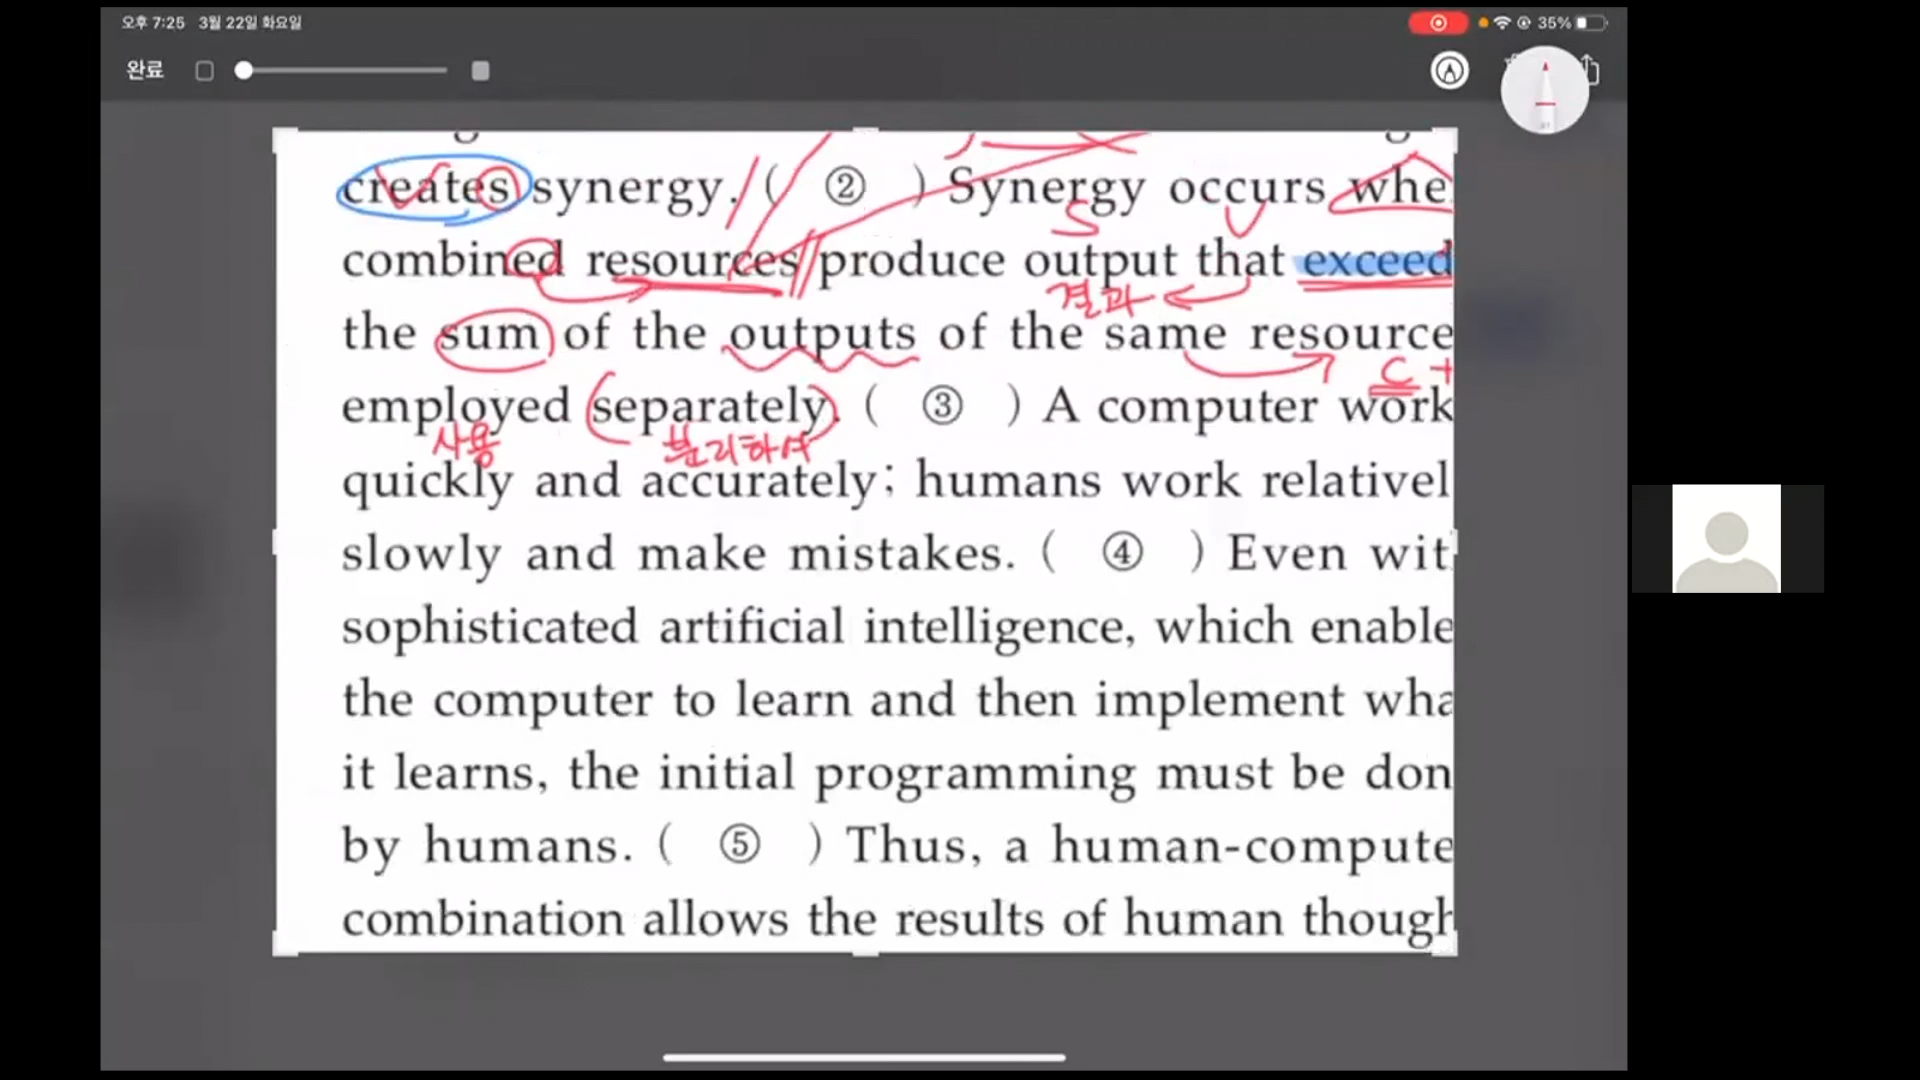 오후 7:25 3월 22일 화요일
35%
완료
creates synergy. ( ② ) Synergy occurs whe
combined resources produce output that exceed
S
결과
the sum of the outputs of the same resource
C +
employed separately. ( ③ ) A computer work
사용 분리하여
quickly and accurately; humans work relativel
slowly and make mistakes. ( ④ ) Even wit
sophisticated artificial intelligence, which enable
the computer to learn and then implement wha
it learns, the initial programming must be don
by humans. ( ⑤ ) Thus, a human-compute
combination allows the results of human though